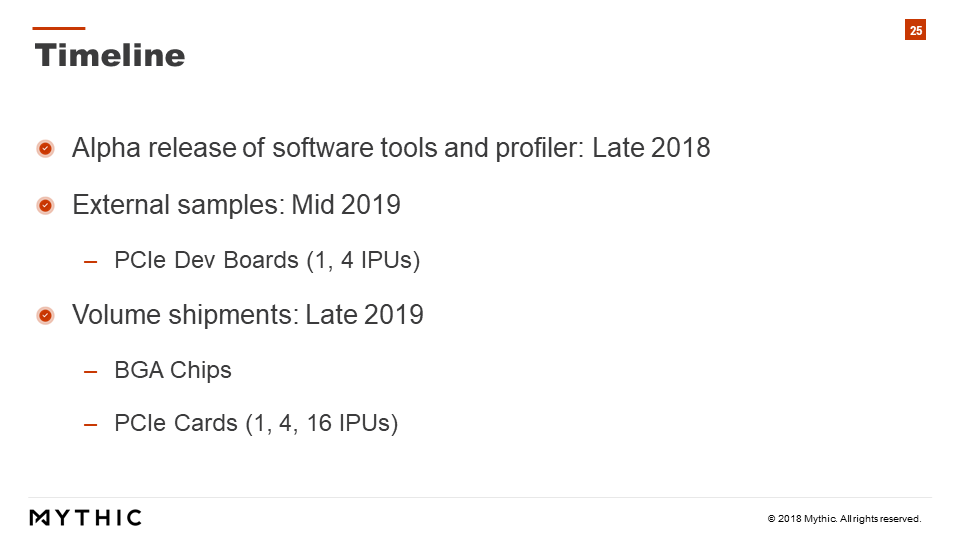 25
Timeline
Alpha release of software tools and profiler: Late 2018
External samples: Mid 2019
– PCIe Dev Boards (1, 4 IPUs)
Volume shipments: Late 2019
– BGA Chips
– PCIe Cards (1, 4, 16 IPUs)
MYTHIC
© 2018 Mythic. All rights reserved.